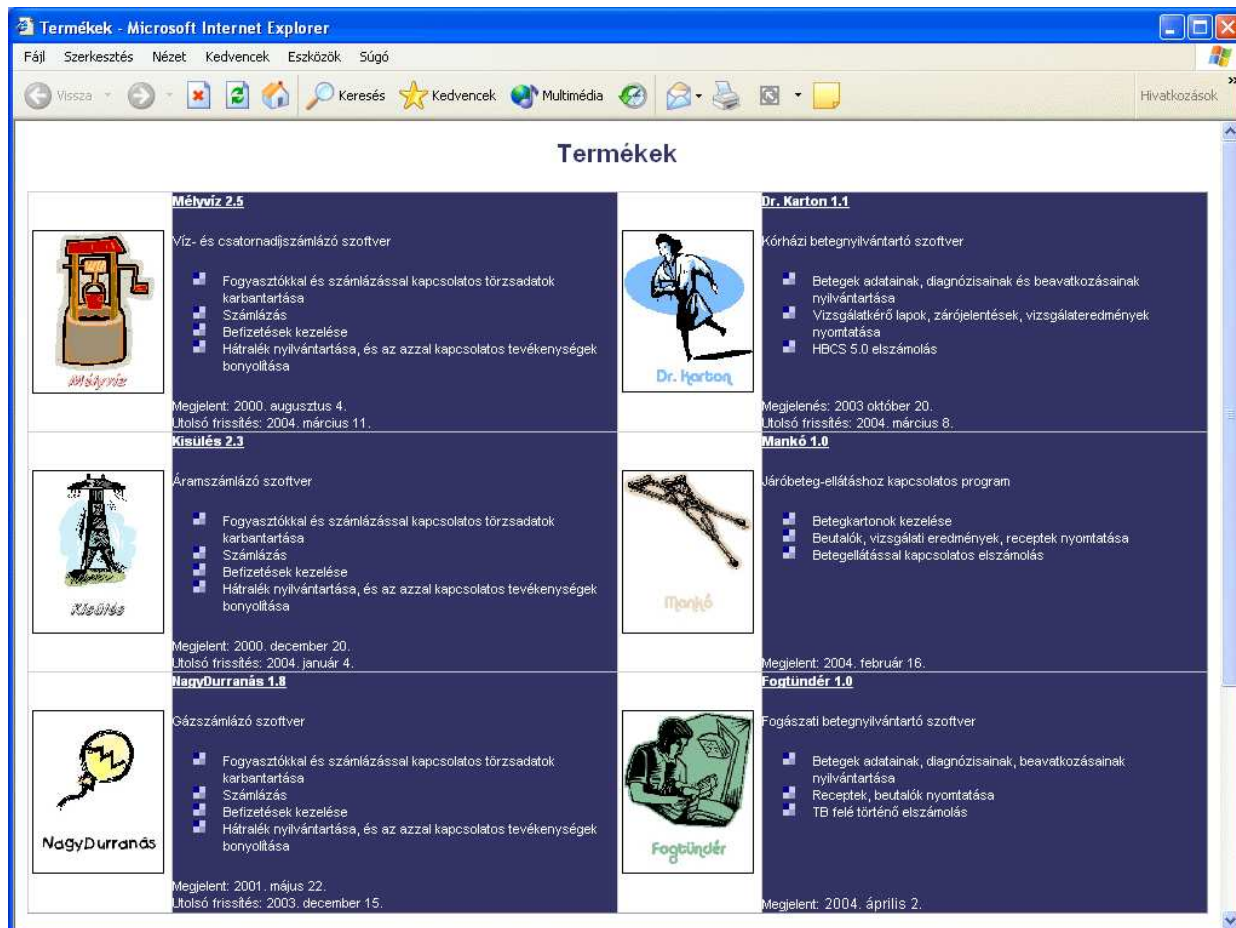 Termékek - Microsoft Internet Explorer
Fájl Szerkesztés Nézet Kedvencek Eszközök Súgó
Vissza Keresés Kedvencek Multimédia Hivatkozások
Termékek
Mélyvíz
Mélyvíz 2.5
Víz- és csatornadíjszámlázó szoftver
Fogyasztókkal és számlázással kapcsolatos törzsadatok
karbantartása
Számlázás
Befizetések kezelése
Hátralék nyilvántartása, és az azzal kapcsolatos tevékenységek
bonyolítása
Megjelent: 2000. augusztus 4.
Utolsó frissítés: 2004. március 11.
Dr. Karton
Dr. Karton 1.1
Kórházi betegnyilvántartó szoftver
Betegek adatainak, diagnózisainak és beavatkozásainak
nyilvántartása
Vizsgálatkérő lapok, zárójelentések, vizsgálateredmények
nyomtatása
HBCS 5.0 elszámolás
Megjelenés: 2003 október 20.
Utolsó frissítés: 2004. március 8.
Kisülés
Kisülés 2.3
Áramszámlázó szoftver
Fogyasztókkal és számlázással kapcsolatos törzsadatok
karbantartása
Számlázás
Befizetések kezelése
Hátralék nyilvántartása, és az azzal kapcsolatos tevékenységek
bonyolítása
Megjelent: 2000. december 20.
Utolsó frissítés: 2004. január 4.
Mankó
Mankó 1.0
Járóbeteg-ellátáshoz kapcsolatos program
Betegkartonok kezelése
Beutalók, vizsgálati eredmények, receptek nyomtatása
Betegellátással kapcsolatos elszámolás
Megjelent: 2004. február 16.
NagyDurranás
NagyDurranás 1.8
Gázszámlázó szoftver
Fogyasztókkal és számlázással kapcsolatos törzsadatok
karbantartása
Számlázás
Befizetések kezelése
Hátralék nyilvántartása, és az azzal kapcsolatos tevékenységek
bonyolítása
Megjelent: 2001. május 22.
Utolsó frissítés: 2003. december 15.
Fogtündér
Fogtündér 1.0
Fogászati betegnyilvántartó szoftver
Betegek adatainak, diagnózisainak, beavatkozásainak
nyilvántartása
Receptek, beutalók nyomtatása
TB felé történő elszámolás
Megjelent: 2004. április 2.